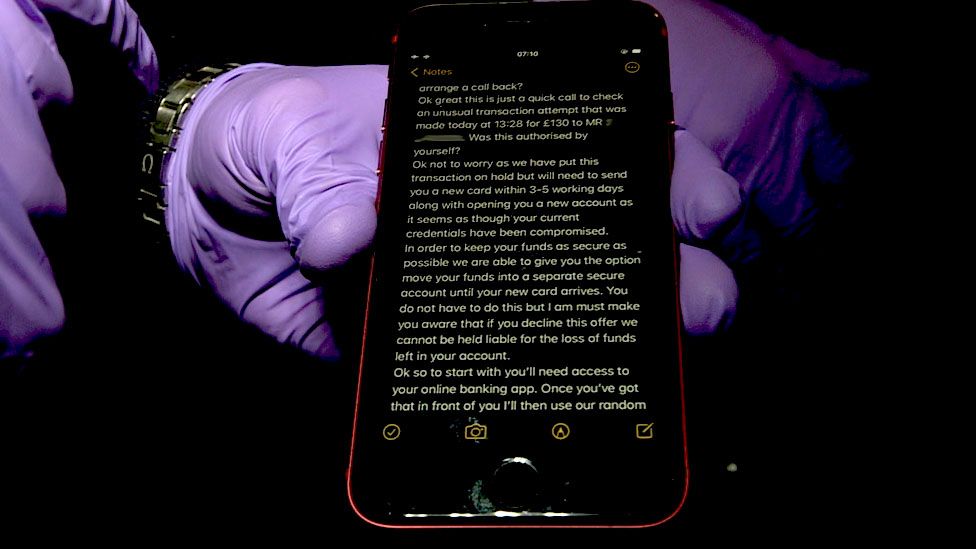 07:10
Notes
arrange a call back?
Ok great this is just a quick call to check
an unusual transaction attempt that was
made today at 13:28 for £130 to MR
. Was this authorised by
yourself?
Ok not to worry as we have put this
transaction on hold but will need to send
you a new card within 3-5 working days
along with opening you a new account as
it seems as though your current
credentials have been compromised.
In order to keep your funds as secure as
possible we are able to give you the option
move your funds into a separate secure
account until your new card arrives. You
do not have to do this but I am must make
you aware that if you decline this offer we
cannot be held liable for the loss of funds
left in your account.
Ok so to start with you'll need access to
your online banking app. Once you've got
that in front of you I'll then use our random